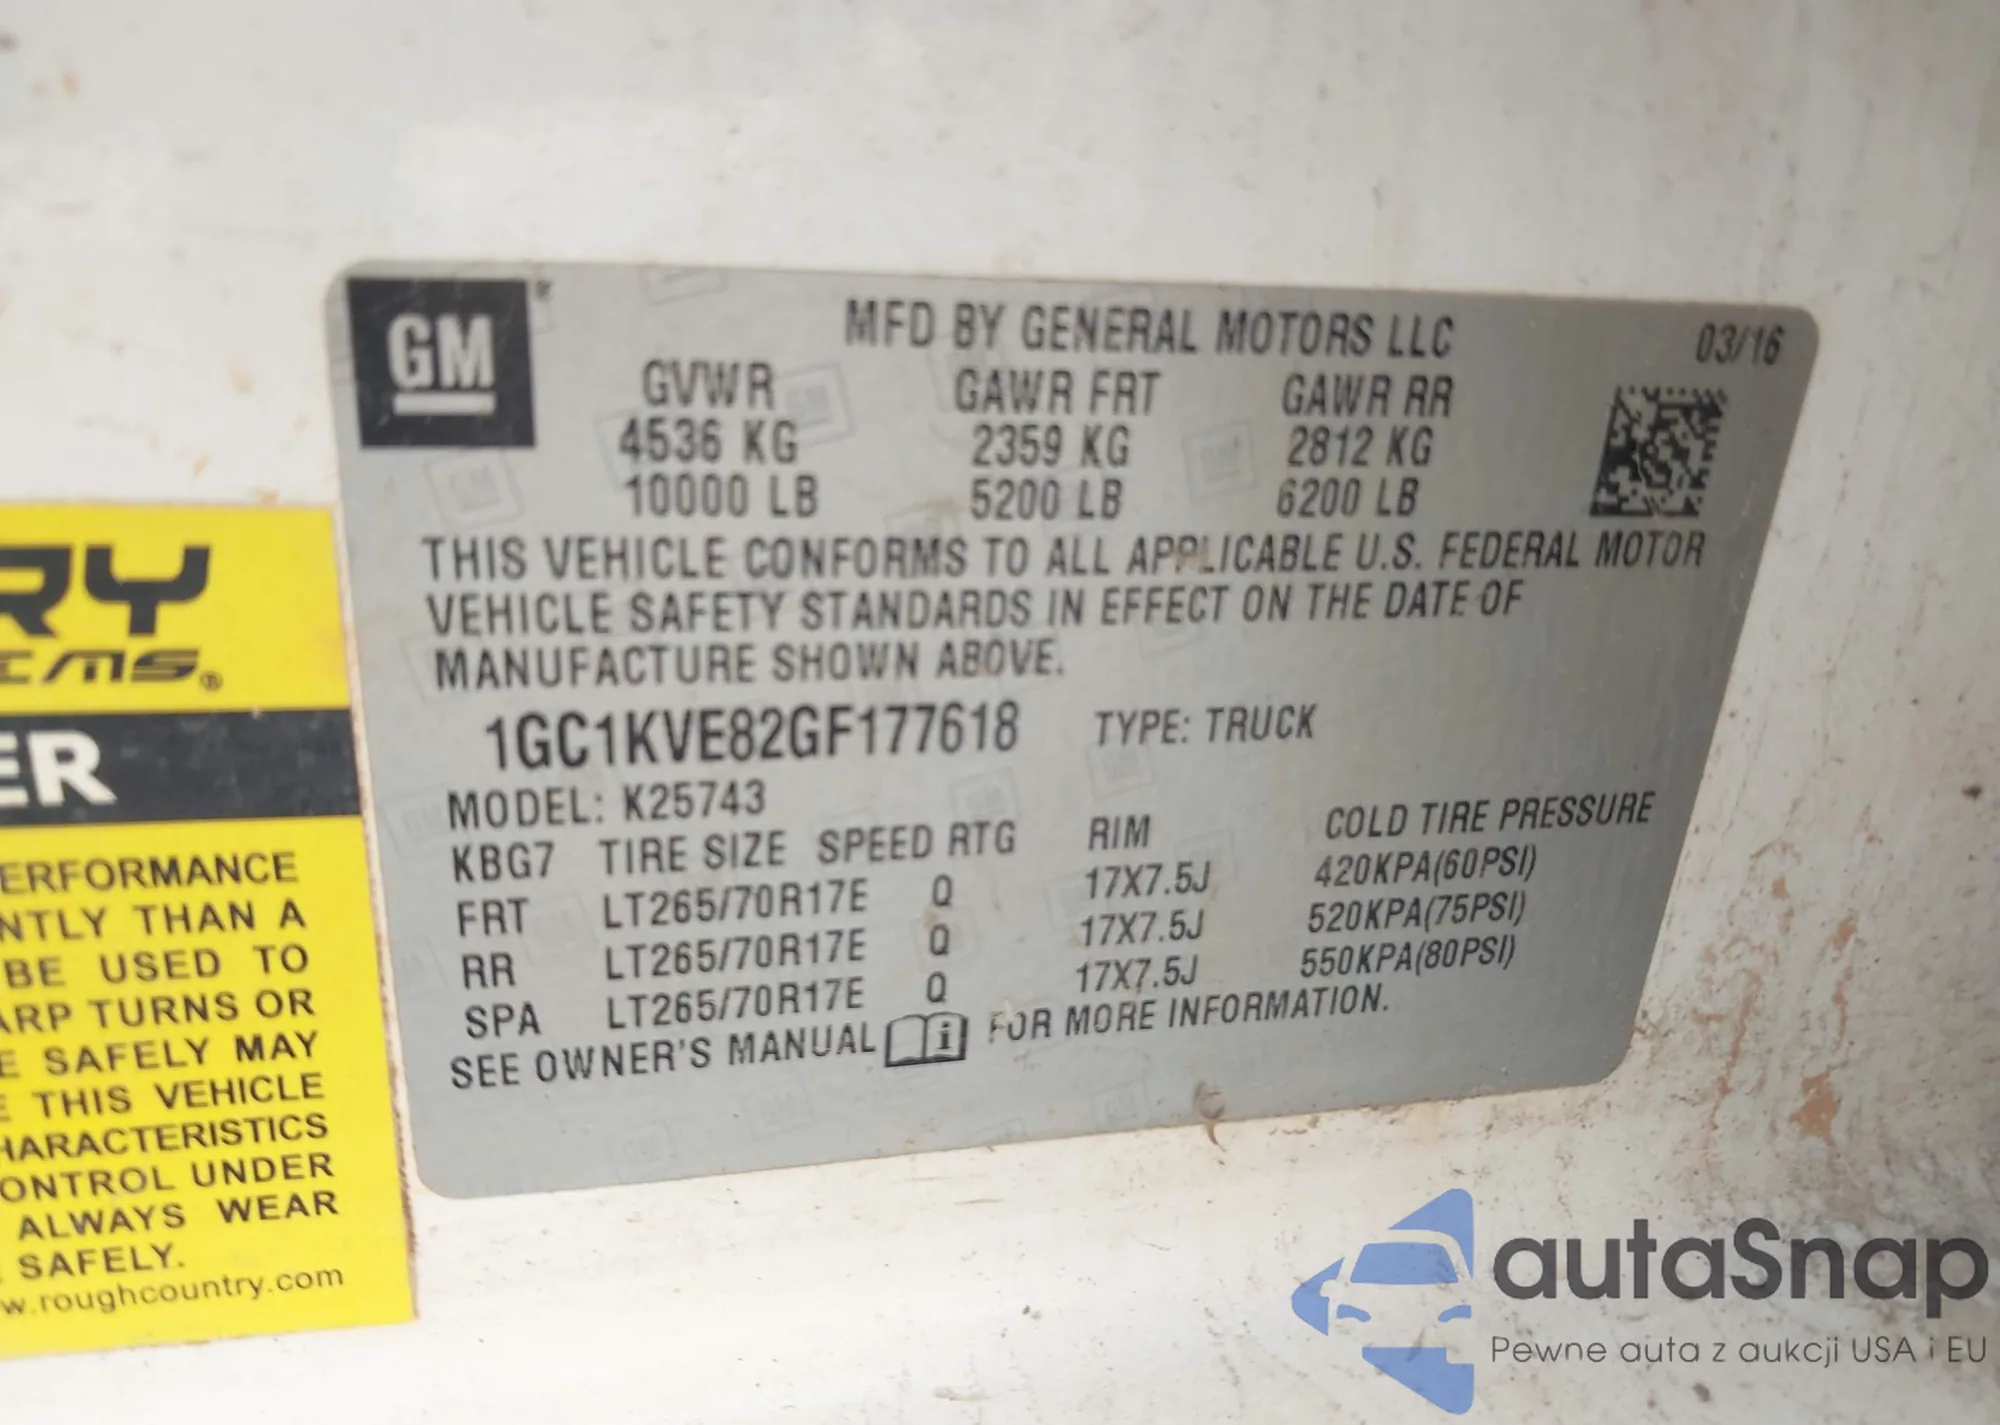 GM
MFD BY GENERAL MOTORS LLC 03/16
GVWR GAWR FRT GAWR RR
4536 KG 2359 KG 2812 KG
10000 LB 5200 LB 6200 LB
THIS VEHICLE CONFORMS TO ALL APPLICABLE U.S. FEDERAL MOTOR
VEHICLE SAFETY STANDARDS IN EFFECT ON THE DATE OF
MANUFACTURE SHOWN ABOVE.
1GC1KVE82GF177618 TYPE: TRUCK
MODEL: K25743
KBG7 TIRE SIZE SPEED RTG RIM COLD TIRE PRESSURE
FRT LT265/70R17E Q 17X7.5J 420KPA(60PSI)
RR LT265/70R17E Q 17X7.5J 520KPA(75PSI)
SPA LT265/70R17E Q 17X7.5J 550KPA(80PSI)
SEE OWNER'S MANUAL FOR MORE INFORMATION.
RY
EMS®
ER
ERFORMANCE
NTLY THAN A
BE USED TO
ARP TURNS OR
E SAFELY MAY
E THIS VEHICLE
HARACTERISTICS
ONTROL UNDER
ALWAYS WEAR
SAFELY.
w.roughcountry.com
autaSnap
Pewne auta z aukcji USA i EU